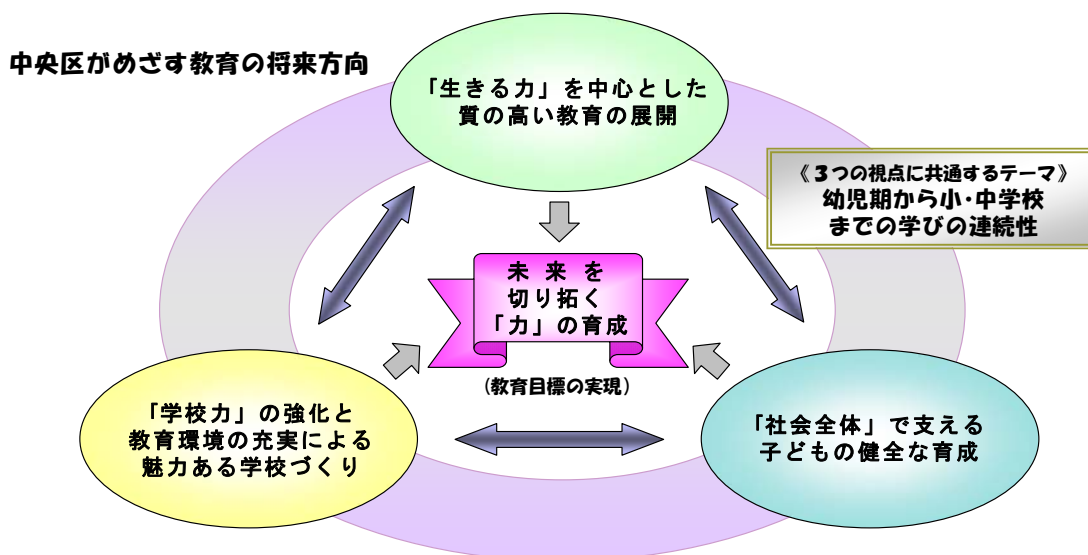 中央区がめざす教育の将来方向
「生きる力」を中心とした
質の高い教育の展開
《３つの視点に共通するテーマ》
幼児期から小・中学校
までの学びの連続性
未来を
切り拓く
「力」の育成
(教育目標の実現)
「学校力」の強化と
教育環境の充実による
魅力ある学校づくり
「社会全体」で支える
子どもの健全な育成